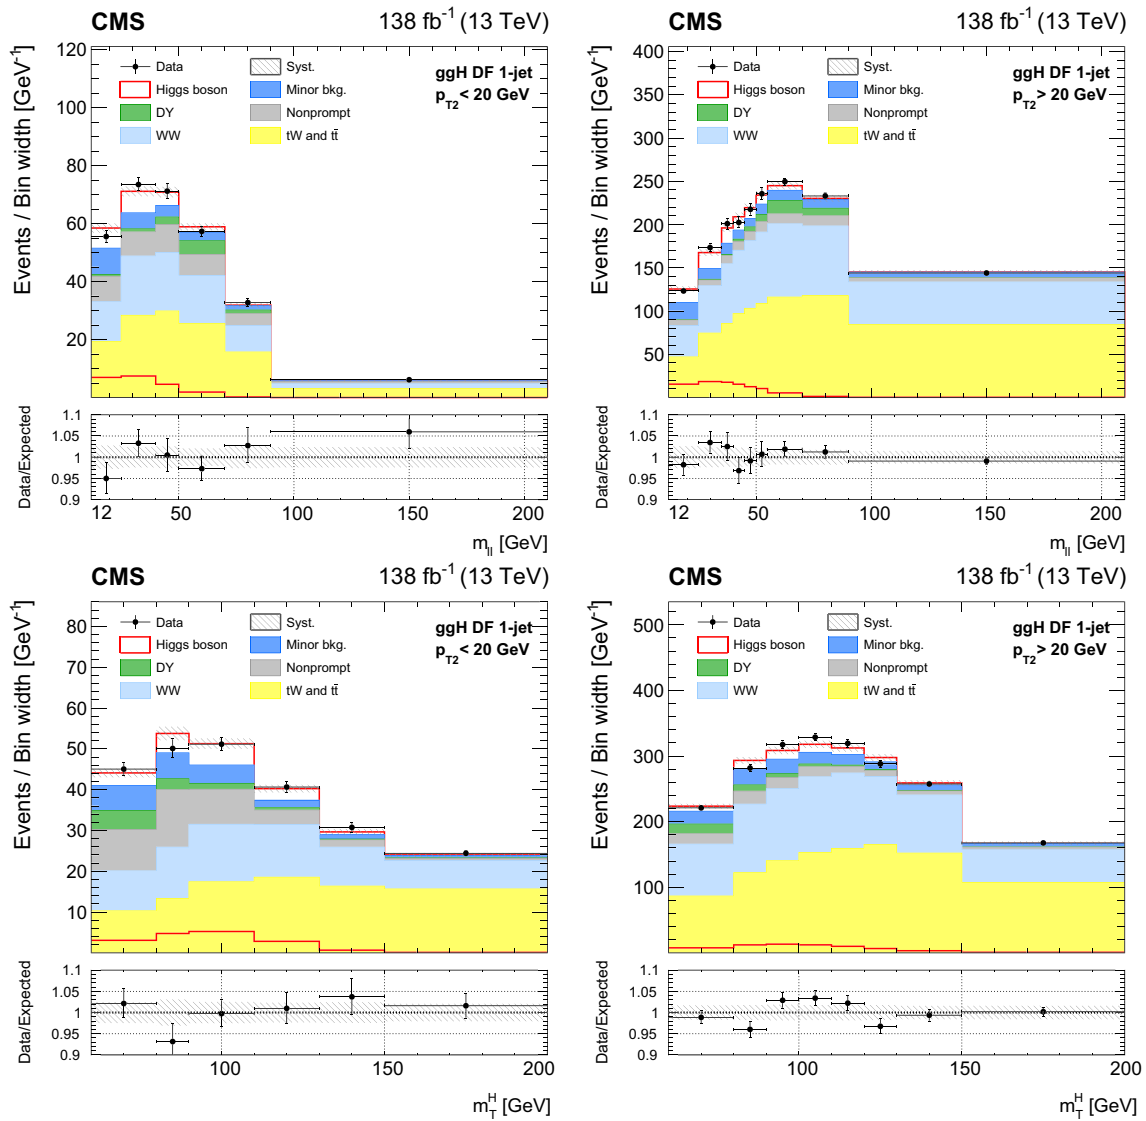 CMS 138 fb⁻¹ (13 TeV)
Events / Bin width [GeV⁻¹]
120
100
80
60
40
20
Data
Higgs boson
DY
WW
Syst.
Minor bkg.
Nonprompt
tW and tt̄
ggH DF 1-jet
p_T2 < 20 GeV
Data/Expected
1.1
1.05
1
0.95
0.9
12 50 100 150 200
m_ll [GeV]
CMS 138 fb⁻¹ (13 TeV)
Events / Bin width [GeV⁻¹]
400
350
300
250
200
150
100
50
Data
Higgs boson
DY
WW
Syst.
Minor bkg.
Nonprompt
tW and tt̄
ggH DF 1-jet
p_T2 > 20 GeV
Data/Expected
1.1
1.05
1
0.95
0.9
12 50 100 150 200
m_ll [GeV]
CMS 138 fb⁻¹ (13 TeV)
Events / Bin width [GeV⁻¹]
80
70
60
50
40
30
20
10
Data
Higgs boson
DY
WW
Syst.
Minor bkg.
Nonprompt
tW and tt̄
ggH DF 1-jet
p_T2 < 20 GeV
Data/Expected
1.1
1.05
1
0.95
0.9
100 150 200
m_T^H [GeV]
CMS 138 fb⁻¹ (13 TeV)
Events / Bin width [GeV⁻¹]
500
400
300
200
100
Data
Higgs boson
DY
WW
Syst.
Minor bkg.
Nonprompt
tW and tt̄
ggH DF 1-jet
p_T2 > 20 GeV
Data/Expected
1.1
1.05
1
0.95
0.9
100 150 200
m_T^H [GeV]